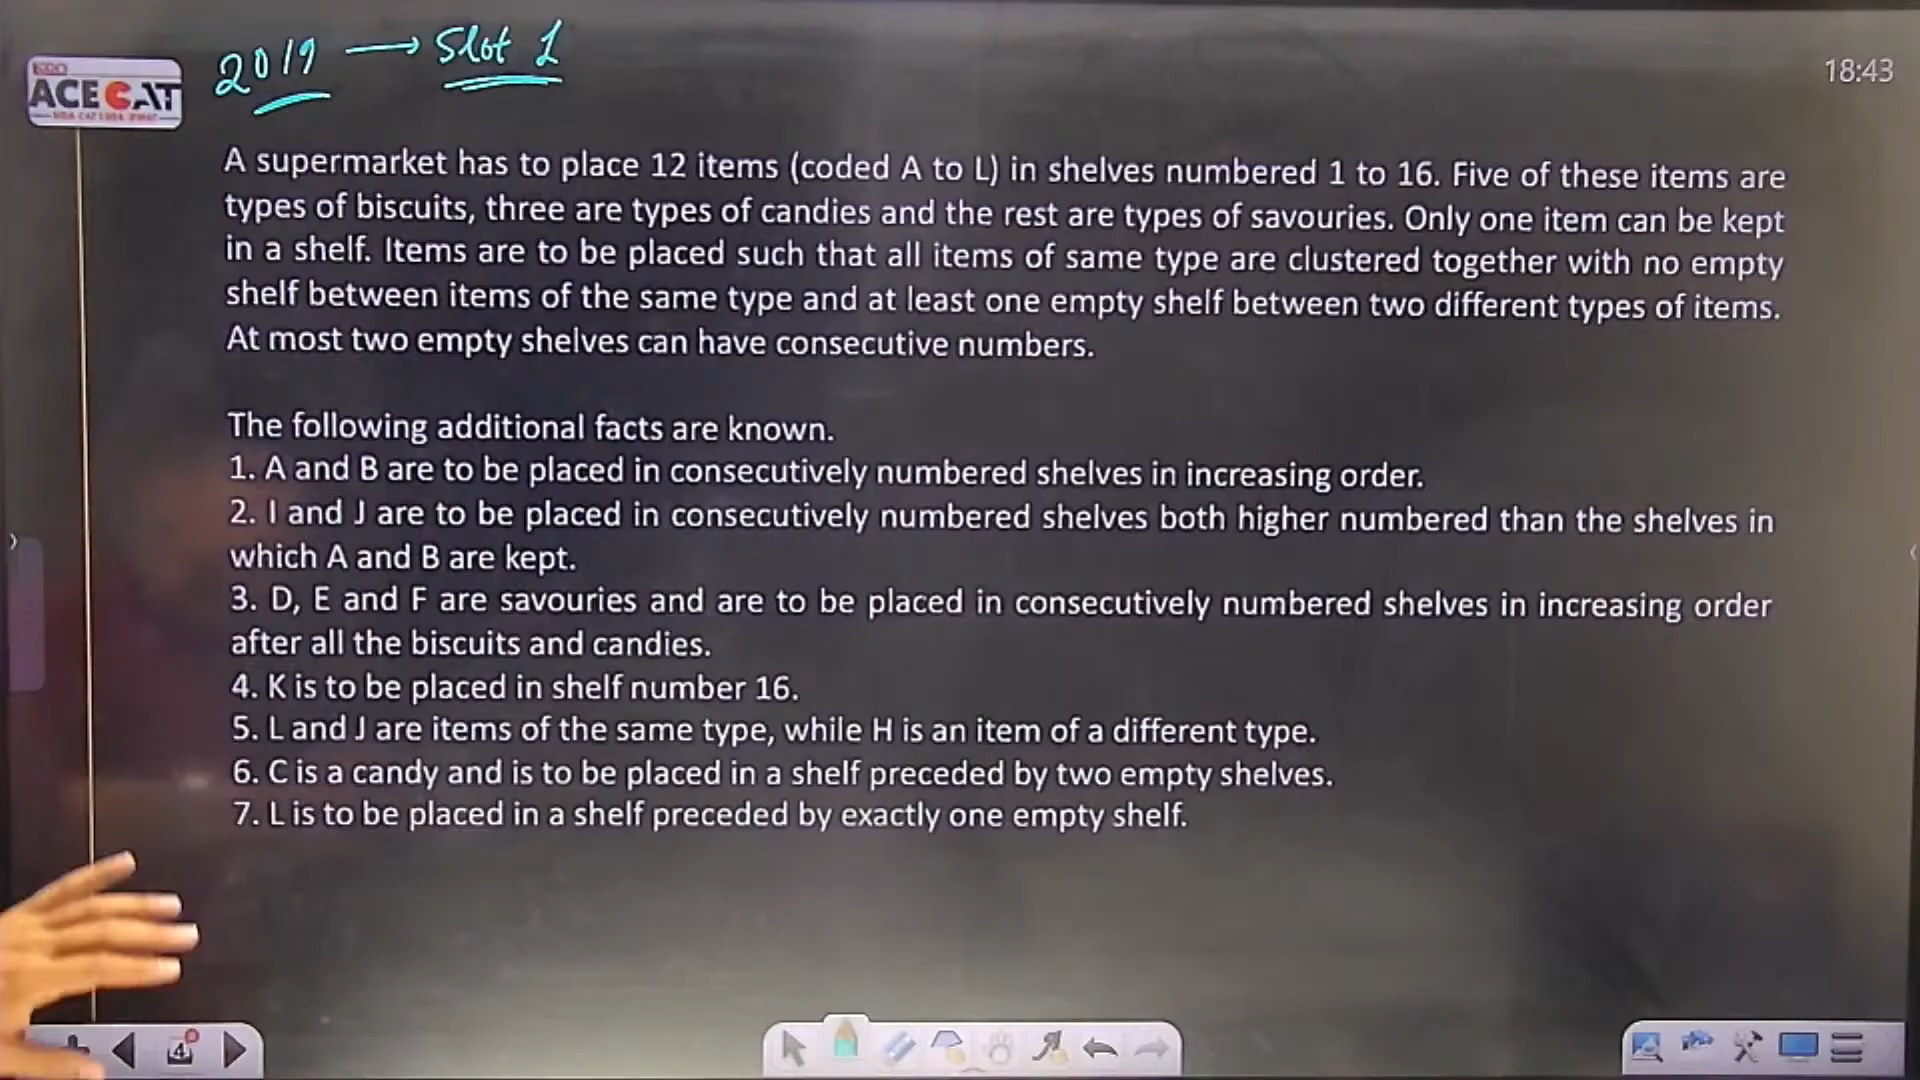 2019 → Slot 1
18:43
ACE CAT
A supermarket has to place 12 items (coded A to L) in shelves numbered 1 to 16. Five of these items are
types of biscuits, three are types of candies and the rest are types of savouries. Only one item can be kept
in a shelf. Items are to be placed such that all items of same type are clustered together with no empty
shelf between items of the same type and at least one empty shelf between two different types of items.
At most two empty shelves can have consecutive numbers.
The following additional facts are known.
1. A and B are to be placed in consecutively numbered shelves in increasing order.
2. I and J are to be placed in consecutively numbered shelves both higher numbered than the shelves in
which A and B are kept.
3. D, E and F are savouries and are to be placed in consecutively numbered shelves in increasing order
after all the biscuits and candies.
4. K is to be placed in shelf number 16.
5. L and J are items of the same type, while H is an item of a different type.
6. C is a candy and is to be placed in a shelf preceded by two empty shelves.
7. L is to be placed in a shelf preceded by exactly one empty shelf.
4